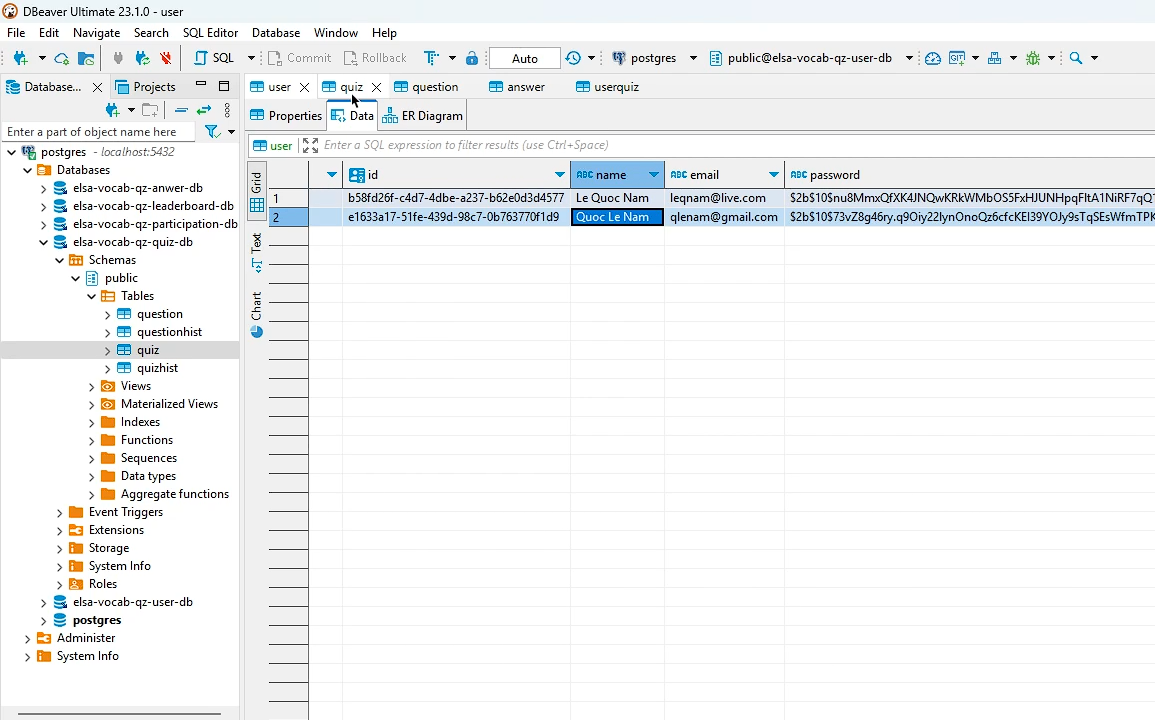 DBeaver Ultimate 23.1.0 - user
File Edit Navigate Search SQL Editor Database Window Help
SQL Commit Rollback Auto postgres public@elsa-vocab-qz-user-db
Database... Projects
user quiz question answer userquiz
Properties Data ER Diagram
Enter a part of object name here
user Enter a SQL expression to filter results (use Ctrl+Space)
postgres - localhost:5432
Databases
elsa-vocab-qz-anwer-db
elsa-vocab-qz-leaderboard-db
elsa-vocab-qz-participation-db
elsa-vocab-qz-quiz-db
Schemas
public
Tables
question
questionhist
quiz
quizhist
Views
Materialized Views
Indexes
Functions
Sequences
Data types
Aggregate functions
Event Triggers
Extensions
Storage
System Info
Roles
elsa-vocab-qz-user-db
postgres
Administer
System Info
Grid
Text
Chart
id ABC name ABC email ABC password
1 b58fd26f-c4d7-4dbe-a237-b62e0d3d4577 Le Quoc Nam leqnam@live.com
2 e1633a17-51fe-439d-98c7-0b763770f1d9 Quoc Le Nam qlenam@gmail.com